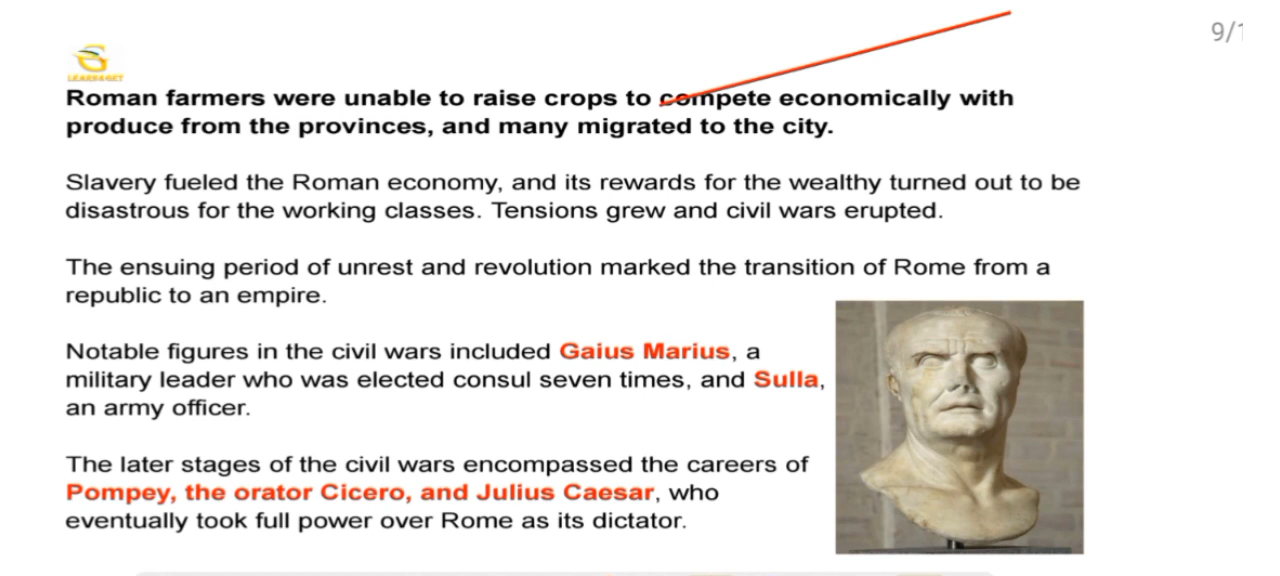 9/1
LEARN&GET
Roman farmers were unable to raise crops to compete economically with
produce from the provinces, and many migrated to the city.
Slavery fueled the Roman economy, and its rewards for the wealthy turned out to be
disastrous for the working classes. Tensions grew and civil wars erupted.
The ensuing period of unrest and revolution marked the transition of Rome from a
republic to an empire.
Notable figures in the civil wars included Gaius Marius, a
military leader who was elected consul seven times, and Sulla,
an army officer.
The later stages of the civil wars encompassed the careers of
Pompey, the orator Cicero, and Julius Caesar, who
eventually took full power over Rome as its dictator.